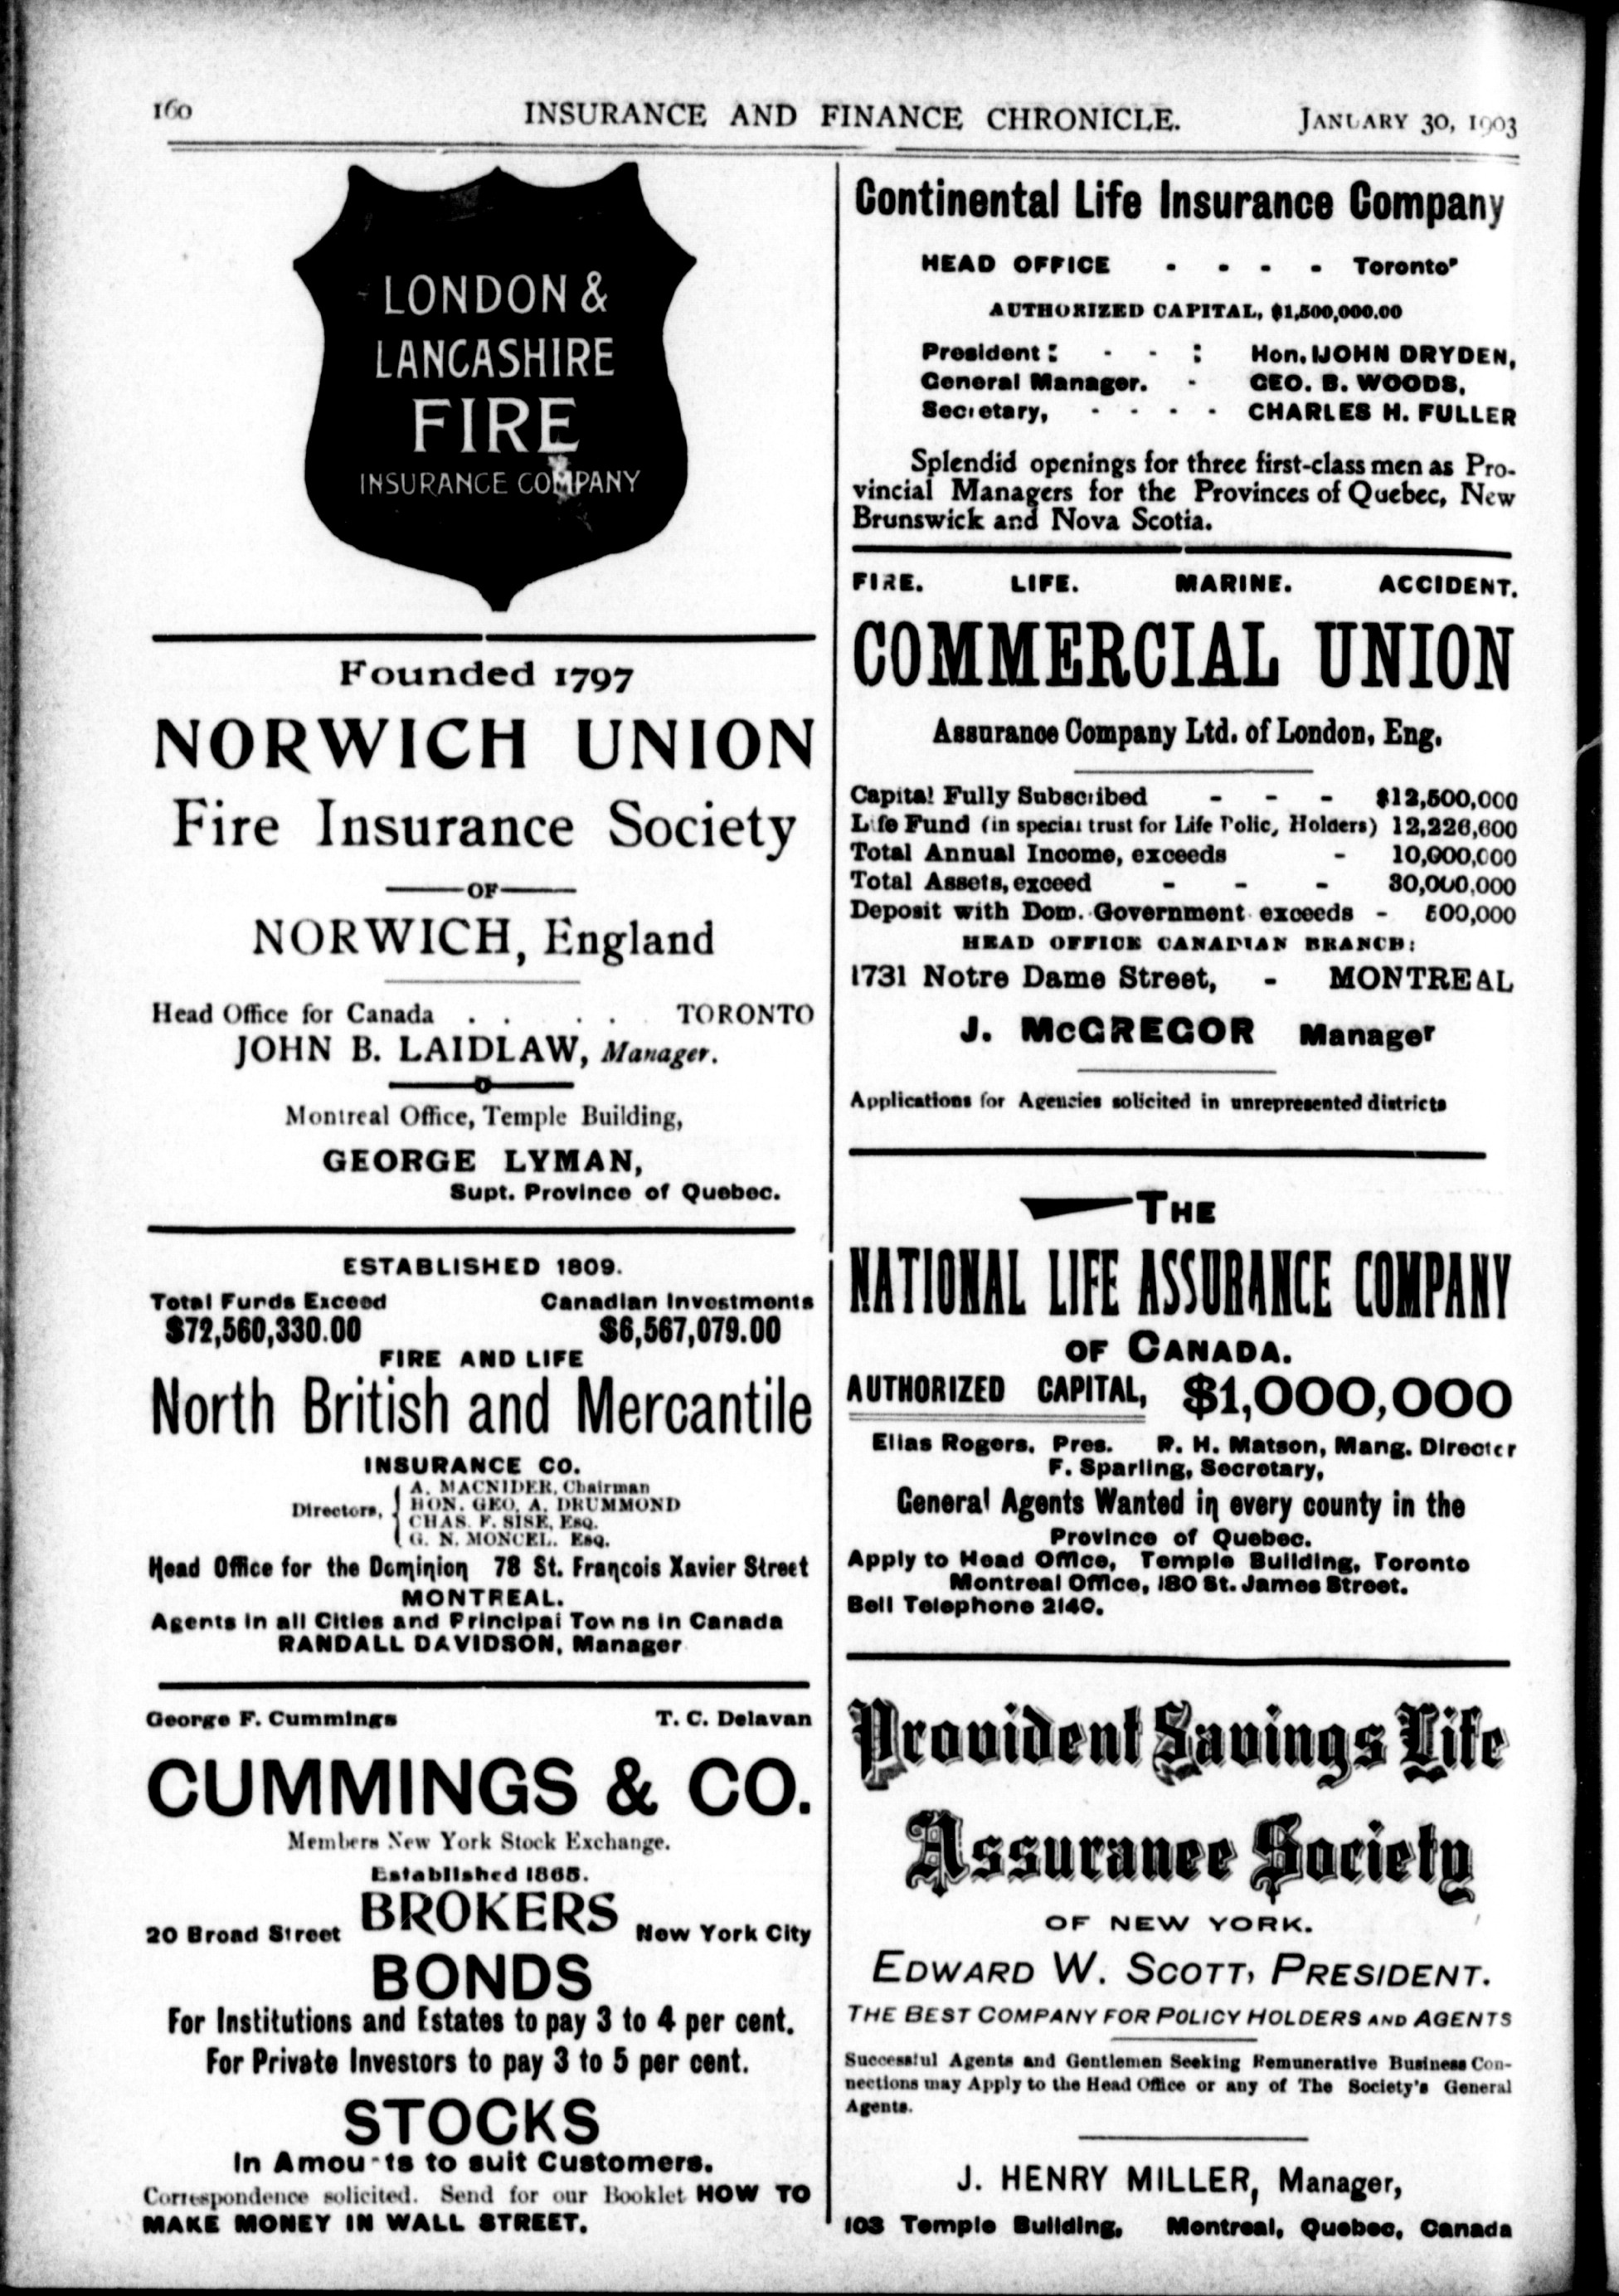 160
INSURANCE AND FINANCE CHRONICLE.
JANUARY 30, 1903
LONDON &
LANCASHIRE
FIRE
INSURANCE COMPANY
Founded 1797
NORWICH UNION
Fire Insurance Society
OF
NORWICH, England
Head Office for Canada . . . . TORONTO
JOHN B. LAIDLAW, Manager.
Montreal Office, Temple Building,
GEORGE LYMAN,
Supt. Province of Quebec.
ESTABLISHED 1809.
Total Funds Exceed Canadian Investments
$72,560,330.00 $6,567,079.00
FIRE AND LIFE
North British and Mercantile
INSURANCE CO.
A. MACNIDER, Chairman
Directors, HON. GEO. A. DRUMMOND
CHAS. F. SISE, ESQ.
G. N. MONCEL, ESQ.
Head Office for the Dominion 78 St. François Xavier Street
MONTREAL.
Agents in all Cities and Principal Towns in Canada
RANDALL DAVIDSON, Manager
George F. Cummings T. C. Delavan
CUMMINGS & CO.
Members New York Stock Exchange.
Established 1865.
20 Broad Street BROKERS New York City
BONDS
For Institutions and Estates to pay 3 to 4 per cent.
For Private Investors to pay 3 to 5 per cent.
STOCKS
In Amou-ts to suit Customers.
Correspondence solicited. Send for our Booklet HOW TO
MAKE MONEY IN WALL STREET.
Continental Life Insurance Company
HEAD OFFICE - - - - Toronto
AUTHORIZED CAPITAL, $1,500,000.00
President : - - : Hon. JOHN DRYDEN,
General Manager. - GEO. B. WOODS,
Secretary, - - - - CHARLES H. FULLER
Splendid openings for three first-class men as Pro-
vincial Managers for the Provinces of Quebec, New
Brunswick and Nova Scotia.
FIRE. LIFE. MARINE. ACCIDENT.
COMMERCIAL UNION
Assurance Company Ltd. of London, Eng.
Capital Fully Subscribed - - - $12,500,000
Life Fund (in special trust for Life Policy Holders) 12,226,600
Total Annual Income, exceeds - 10,000,000
Total Assets, exceed - - - 30,000,000
Deposit with Dom. Government exceeds - 500,000
HEAD OFFICE CANADIAN BRANCH:
1731 Notre Dame Street, - MONTREAL
J. McGREGOR Manager
Applications for Agencies solicited in unrepresented districts
THE
NATIONAL LIFE ASSURANCE COMPANY
OF CANADA.
AUTHORIZED CAPITAL, $1,000,000
Elias Rogers, Pres. R. H. Matson, Mang. Director
F. Sparling, Secretary,
General Agents Wanted in every county in the
Province of Quebec.
Apply to Head Office, Temple Building, Toronto
Montreal Office, 180 St. James Street.
Bell Telephone 2140.
Provident Savings Life
Assurance Society
OF NEW YORK.
EDWARD W. SCOTT, PRESIDENT.
THE BEST COMPANY FOR POLICY HOLDERS AND AGENTS
Successful Agents and Gentlemen Seeking Remunerative Business Con-
nections may Apply to the Head Office or any of The Society's General
Agents.
J. HENRY MILLER, Manager,
103 Temple Building, Montreal, Quebec, Canada